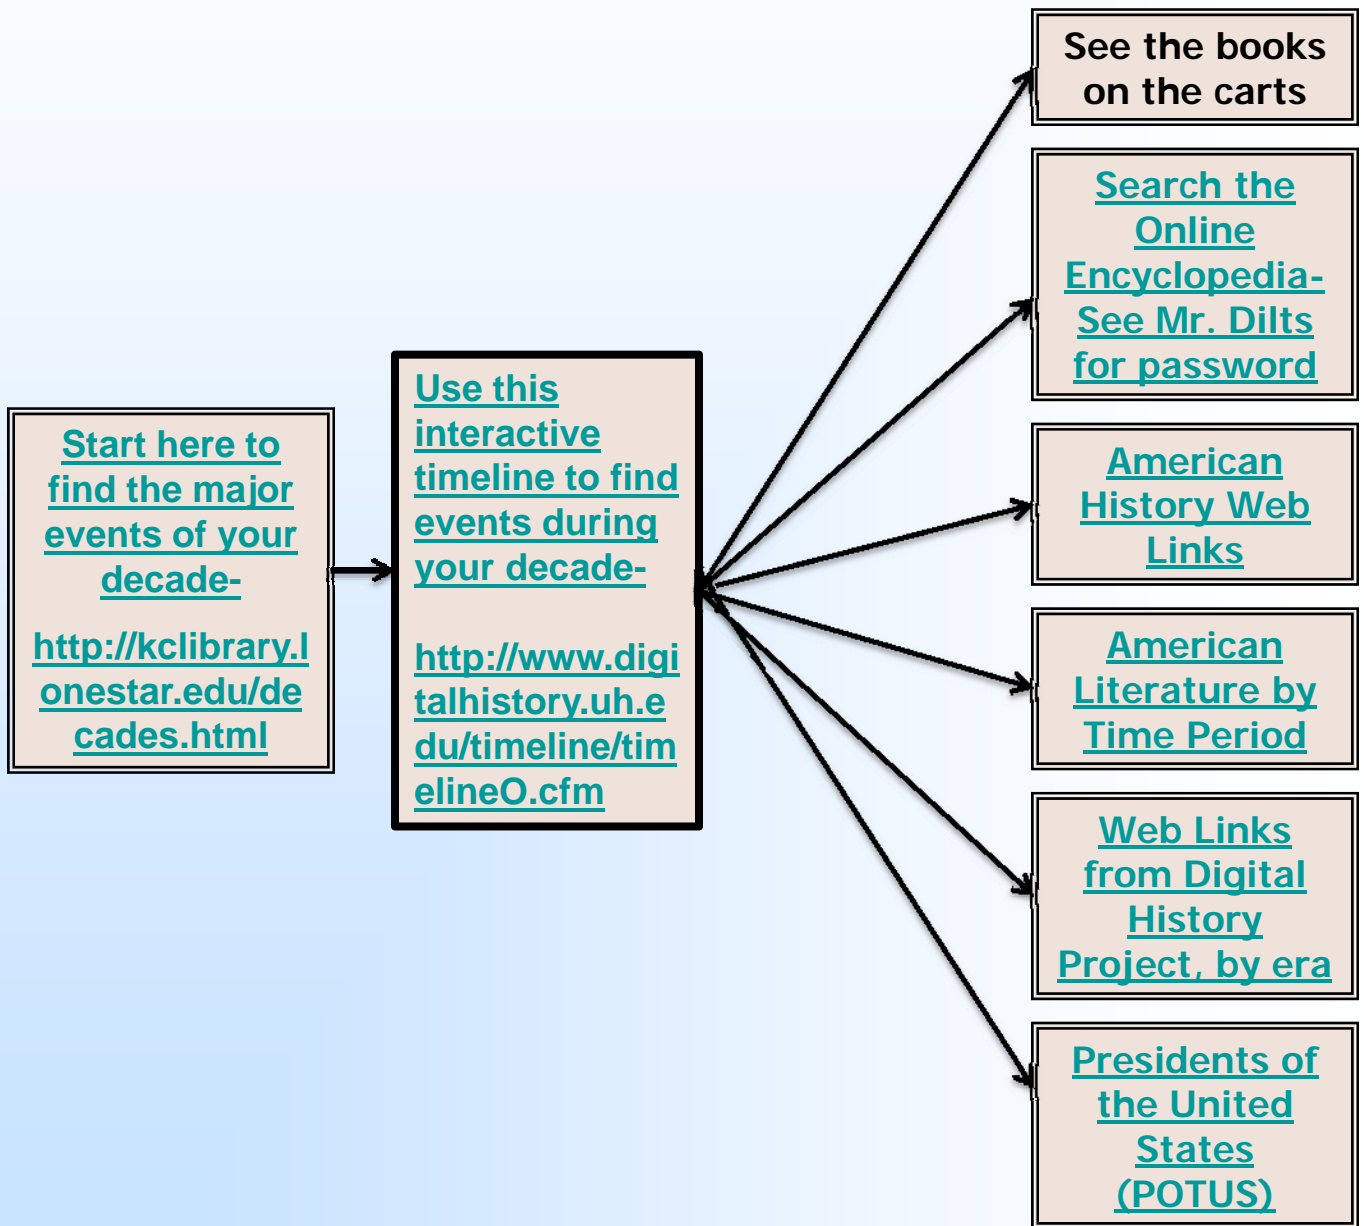 Start here to
find the major
events of your
decade-
http://kclibrary.l
onestar.edu/de
cades.html
Use this
interactive
timeline to find
events during
your decade-
http://www.digi
talhistory.uh.e
du/timeline/tim
elineO.cfm
See the books
on the carts
Search the
Online
Encyclopedia-
See Mr. Dilts
for password
American
History Web
Links
American
Literature by
Time Period
Web Links
from Digital
History
Project, by era
Presidents of
the United
States
(POTUS)